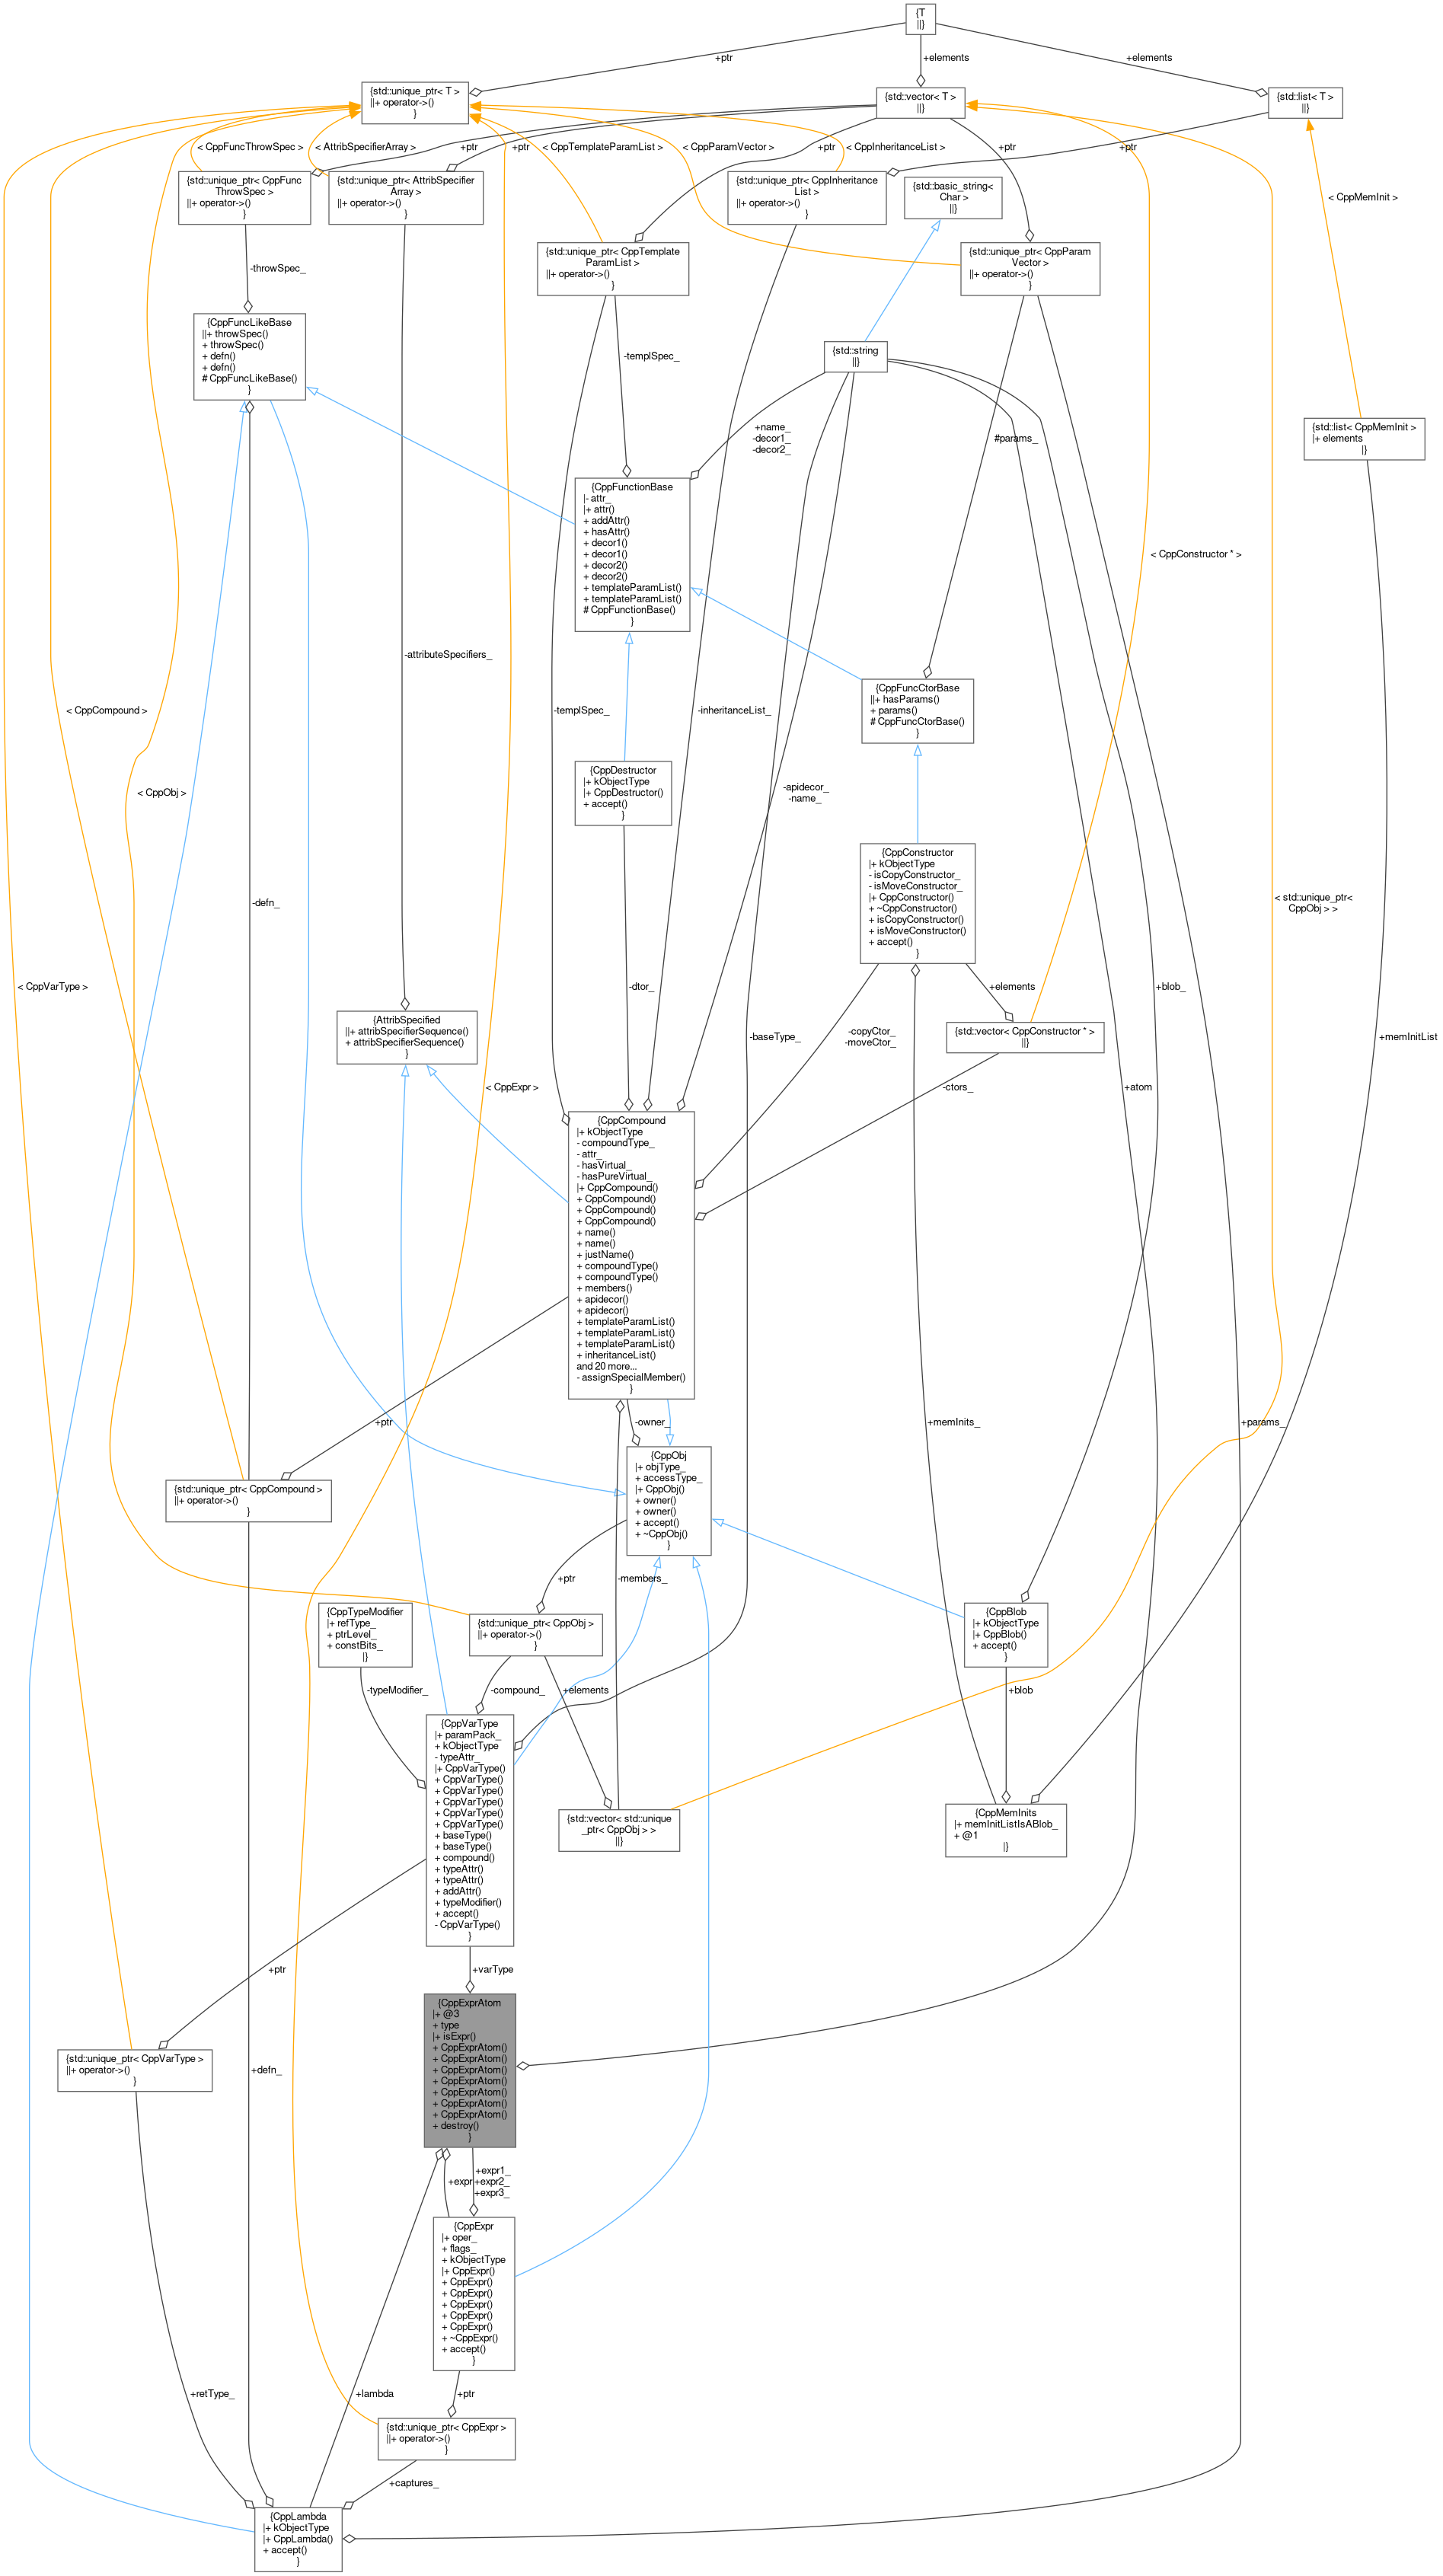 {T
||}
+ptr
+elements
+elements
{std::unique_ptr< T >
||+ operator->()
}
{std::vector< T >
||}
{std::list< T >
||}
< CppFuncThrowSpec >
< AttribSpecifierArray >
+ptr
< CppTemplateParamList >
< CppParamVector >
+ptr
< CppInheritanceList >
+ptr
+ptr
{std::unique_ptr< CppFunc
ThrowSpec >
||+ operator->()
}
{std::unique_ptr< AttribSpecifier
Array >
||+ operator->()
}
{std::unique_ptr< CppInheritance
List >
||+ operator->()
}
{std::basic_string<
Char >
||}
< CppMemInit >
{std::unique_ptr< CppTemplate
ParamList >
||+ operator->()
}
{std::unique_ptr< CppParam
Vector >
||+ operator->()
}
-throwSpec_
{CppFuncLikeBase
||+ throwSpec()
+ throwSpec()
+ defn()
+ defn()
# CppFuncLikeBase()
}
-templSpec_
{std::string
||}
+name_
-decor1_
-decor2_
#params_
{std::list< CppMemInit >
|+ elements
|}
{CppFunctionBase
|- attr_
|+ attr()
+ addAttr()
+ hasAttr()
+ decor1()
+ decor1()
+ decor2()
+ decor2()
+ templateParamList()
+ templateParamList()
# CppFunctionBase()
}
< CppConstructor * >
-attributeSpecifiers_
{CppFuncCtorBase
||+ hasParams()
+ params()
# CppFuncCtorBase()
}
< CppCompound >
-templSpec_
-inheritanceList_
{CppDestructor
|+ kObjectType
|+ CppDestructor()
+ accept()
}
< CppObj >
-apidecor_
-name_
{CppConstructor
|+ kObjectType
- isCopyConstructor_
- isMoveConstructor_
|+ CppConstructor()
+ ~CppConstructor()
+ isCopyConstructor()
+ isMoveConstructor()
+ accept()
}
-defn_
< std::unique_ptr<
CppObj > >
< CppVarType >
-dtor_
+elements
+blob_
{AttribSpecified
||+ attribSpecifierSequence()
+ attribSpecifierSequence()
}
-baseType_
-copyCtor_
-moveCtor_
{std::vector< CppConstructor * >
||}
+memInitList
< CppExpr >
-ctors_
+atom
{CppCompound
|+ kObjectType
- compoundType_
- attr_
- hasVirtual_
- hasPureVirtual_
|+ CppCompound()
+ CppCompound()
+ CppCompound()
+ CppCompound()
+ name()
+ name()
+ justName()
+ compoundType()
+ compoundType()
+ members()
+ apidecor()
+ apidecor()
+ templateParamList()
+ templateParamList()
+ templateParamList()
+ inheritanceList()
and 20 more...
- assignSpecialMember()
}
+ptr
-owner_
+memInits_
+params_
{CppObj
|+ objType_
+ accessType_
|+ CppObj()
+ owner()
+ owner()
+ accept()
+ ~CppObj()
}
{std::unique_ptr< CppCompound >
||+ operator->()
}
+ptr
-members_
{CppTypeModifier
|+ refType_
+ ptrLevel_
+ constBits_
|}
{std::unique_ptr< CppObj >
||+ operator->()
}
{CppBlob
|+ kObjectType
|+ CppBlob()
+ accept()
}
-typeModifier_
-compound_
+elements
+blob
{CppVarType
|+ paramPack_
+ kObjectType
- typeAttr_
|+ CppVarType()
+ CppVarType()
+ CppVarType()
+ CppVarType()
+ CppVarType()
+ CppVarType()
+ baseType()
+ baseType()
+ compound()
+ typeAttr()
+ typeAttr()
+ addAttr()
+ typeModifier()
+ accept()
- CppVarType()
}
{std::vector< std::unique
_ptr< CppObj > >
||}
{CppMemInits
|+ memInitListIsABlob_
+ @1
|}
+ptr
+varType
{CppExprAtom
|+ @3
+ type
|+ isExpr()
+ CppExprAtom()
+ CppExprAtom()
+ CppExprAtom()
+ CppExprAtom()
+ CppExprAtom()
+ CppExprAtom()
+ CppExprAtom()
+ destroy()
}
{std::unique_ptr< CppVarType >
||+ operator->()
}
+defn_
+expr
+expr1_
+expr2_
+expr3_
{CppExpr
|+ oper_
+ flags_
+ kObjectType
|+ CppExpr()
+ CppExpr()
+ CppExpr()
+ CppExpr()
+ CppExpr()
+ CppExpr()
+ ~CppExpr()
+ accept()
}
+retType_
+lambda
+ptr
{std::unique_ptr< CppExpr >
||+ operator->()
}
+captures_
{CppLambda
|+ kObjectType
|+ CppLambda()
+ accept()
}